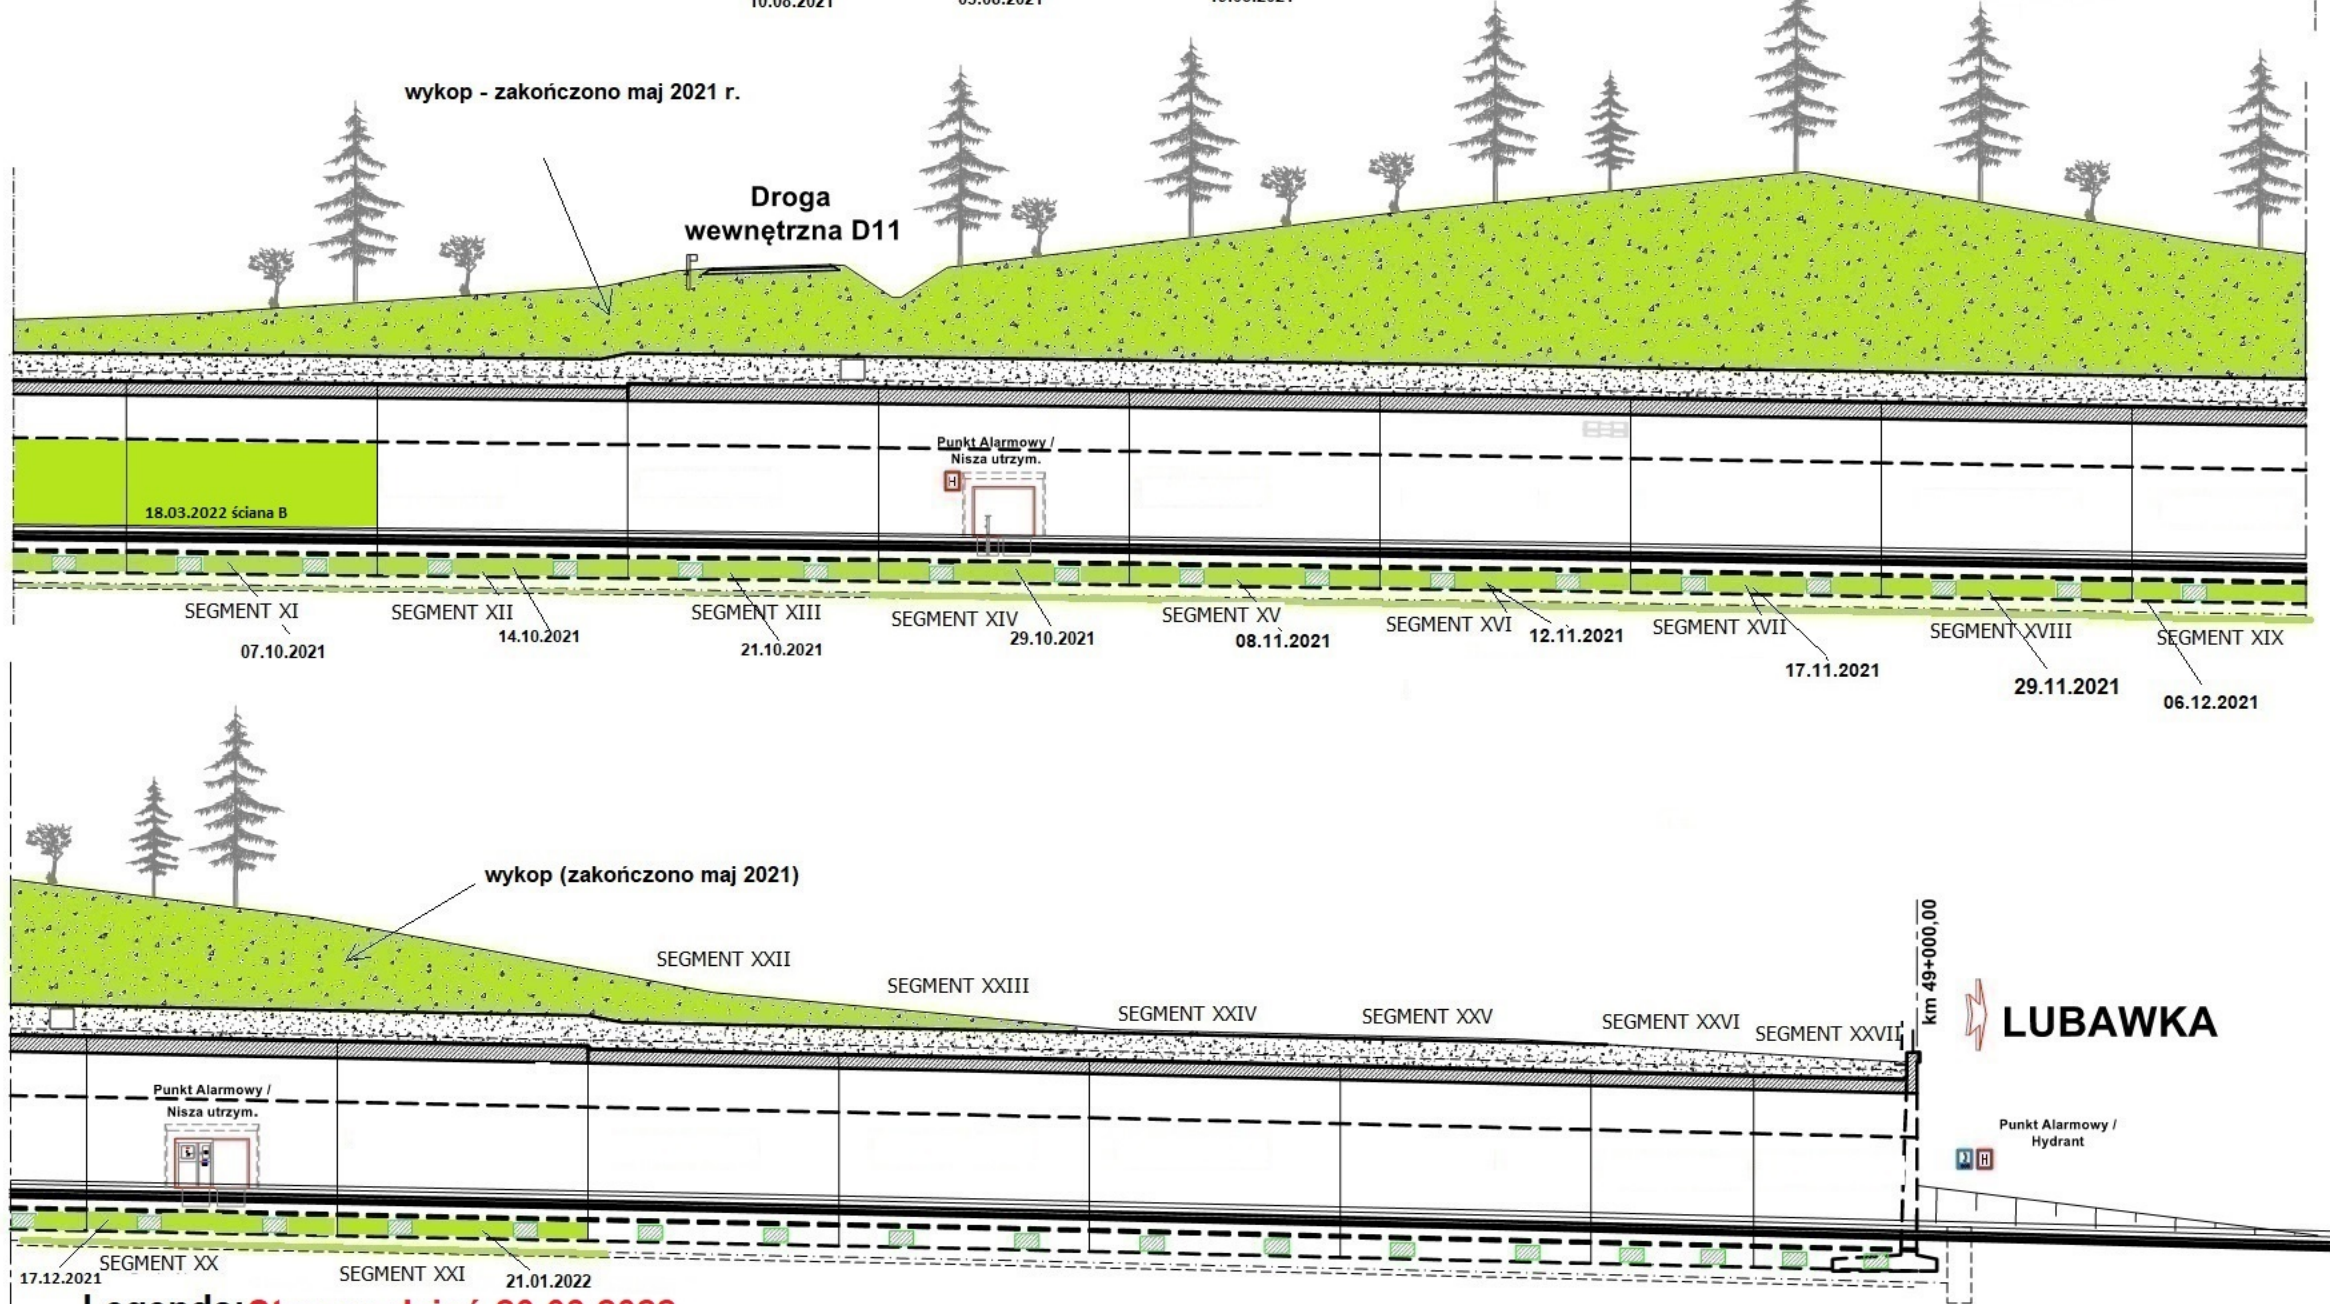 10.08.2021
wykop - zakończono maj 2021 r.
Droga
wewnętrzna D11
Punkt Alarmowy /
Nisza utrzym.
H
18.03.2022 ściana B
SEGMENT XI
SEGMENT XII
SEGMENT XIII
SEGMENT XIV
SEGMENT XV
SEGMENT XVI
SEGMENT XVII
SEGMENT XVIII
SEGMENT XIX
07.10.2021
14.10.2021
21.10.2021
29.10.2021
08.11.2021
12.11.2021
17.11.2021
29.11.2021
06.12.2021
wykop (zakończono maj 2021)
SEGMENT XXII
SEGMENT XXIII
SEGMENT XXIV
SEGMENT XXV
SEGMENT XXVI
SEGMENT XXVII
km 49+000,00
LUBAWKA
Punkt Alarmowy /
Nisza utrzym.
Punkt Alarmowy /
Hydrant
H
17.12.2021
SEGMENT XX
SEGMENT XXI
21.01.2022